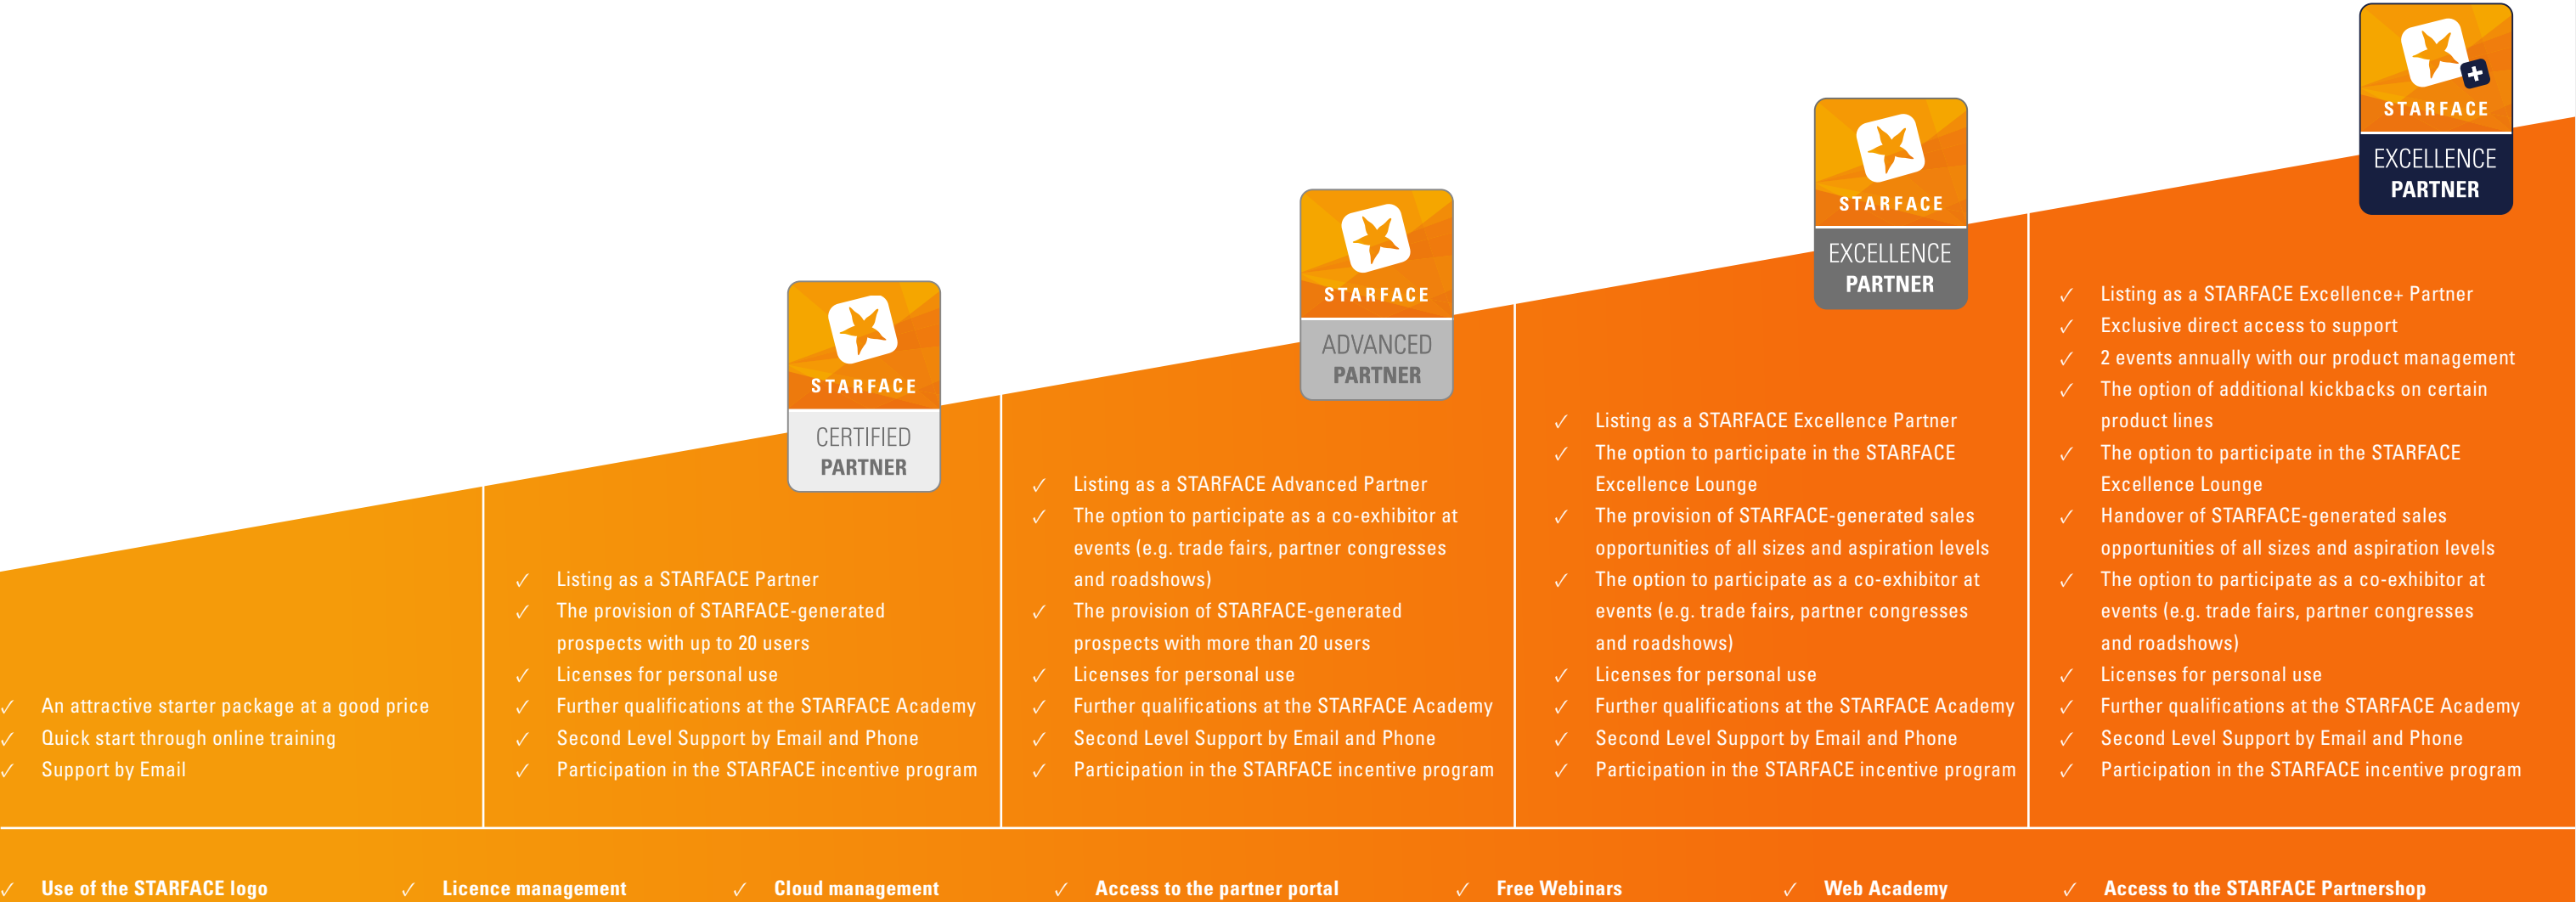 An attractive starter package at a good price
Quick start through online training
Support by Email
STARFACE
CERTIFIED
PARTNER
Listing as a STARFACE Partner
The provision of STARFACE-generated
prospects with up to 20 users
Licenses for personal use
Further qualifications at the STARFACE Academy
Second Level Support by Email and Phone
Participation in the STARFACE incentive program
STARFACE
ADVANCED
PARTNER
Listing as a STARFACE Advanced Partner
The option to participate as a co-exhibitor at
events (e.g. trade fairs, partner congresses
and roadshows)
The provision of STARFACE-generated
prospects with more than 20 users
Licenses for personal use
Further qualifications at the STARFACE Academy
Second Level Support by Email and Phone
Participation in the STARFACE incentive program
STARFACE
EXCELLENCE
PARTNER
Listing as a STARFACE Excellence Partner
The option to participate in the STARFACE
Excellence Lounge
The provision of STARFACE-generated sales
opportunities of all sizes and aspiration levels
The option to participate as a co-exhibitor at
events (e.g. trade fairs, partner congresses
and roadshows)
Licenses for personal use
Further qualifications at the STARFACE Academy
Second Level Support by Email and Phone
Participation in the STARFACE incentive program
STARFACE
EXCELLENCE
PARTNER
Listing as a STARFACE Excellence+ Partner
Exclusive direct access to support
2 events annually with our product management
The option of additional kickbacks on certain
product lines
The option to participate in the STARFACE
Excellence Lounge
Handover of STARFACE-generated sales
opportunities of all sizes and aspiration levels
The option to participate as a co-exhibitor at
events (e.g. trade fairs, partner congresses
and roadshows)
Licenses for personal use
Further qualifications at the STARFACE Academy
Second Level Support by Email and Phone
Participation in the STARFACE incentive program
Use of the STARFACE logo
Licence management
Cloud management
Access to the partner portal
Free Webinars
Web Academy
Access to the STARFACE Partnershop